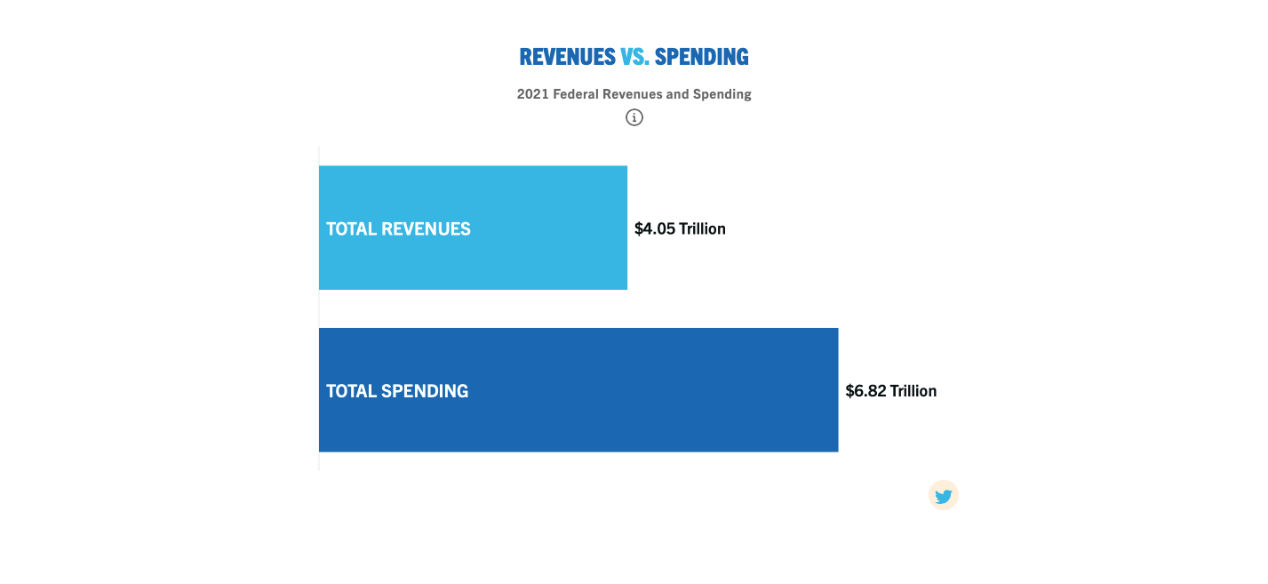 REVENUES VS. SPENDING
2021 Federal Revenues and Spending
TOTAL REVENUES
$4.05 Trillion
TOTAL SPENDING
$6.82 Trillion